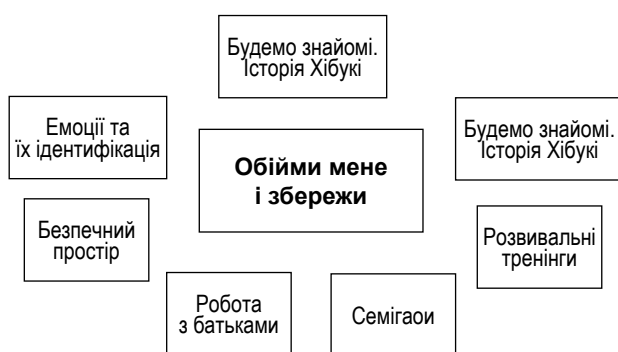 Будемо знайомі.
Історія Хібукі
Емоції та
їх ідентифікація
Будемо знайомі.
Історія Хібукі
Обійми мене
і збережи
Безпечний
простір
Розвивальні
тренінги
Робота
з батьками
Семігаои